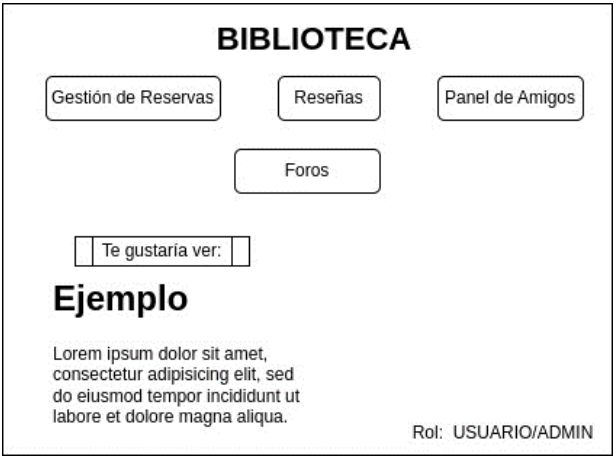 BIBLIOTECA
Gestión de Reservas
Reseñas
Panel de Amigos
Foros
Te gustaría ver:
Ejemplo
Lorem ipsum dolor sit amet,
consectetur adipisicing elit, sed
do eiusmod tempor incididunt ut
labore et dolore magna aliqua.
Rol: USUARIO/ADMIN